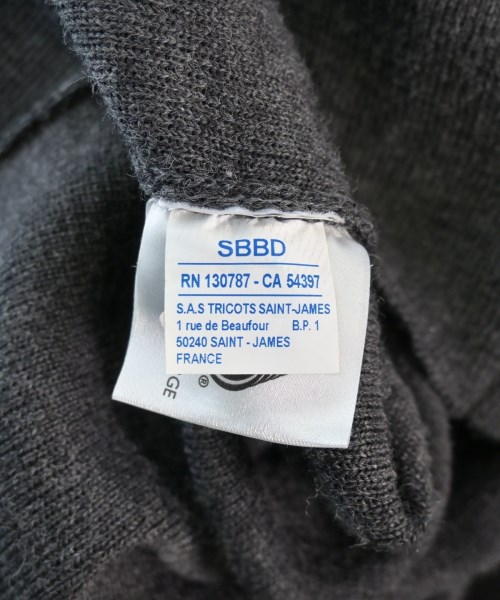 SBBD
RN 130787 - CA 54397
S.A.S TRICOTS SAINT-JAMES
1 rue de Beaufour B.P. 1
50240 SAINT - JAMES
FRANCE
®